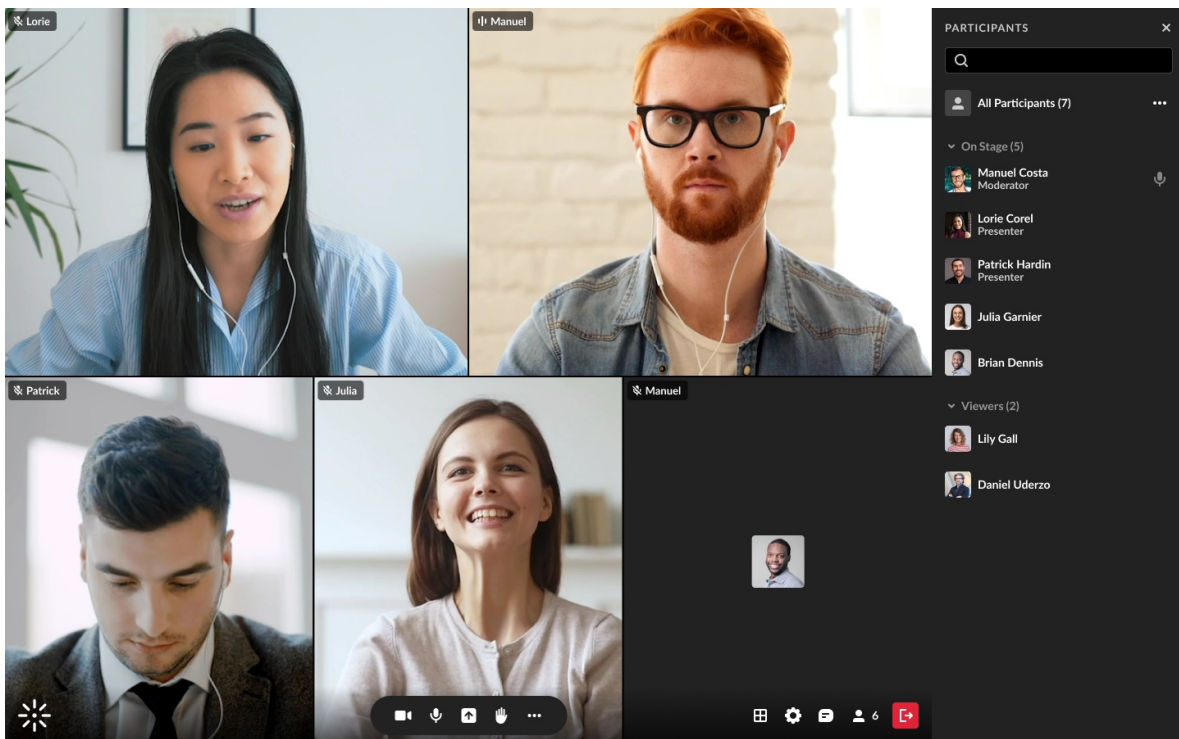 Lorie
Manuel
Patrick
Julia
Manuel
6
PARTICIPANTS
All Participants (7)
On Stage (5)
Manuel Costa
Moderator
Lorie Corel
Presenter
Patrick Hardin
Presenter
Julia Garnier
Brian Dennis
Viewers (2)
Lily Gall
Daniel Uderzo